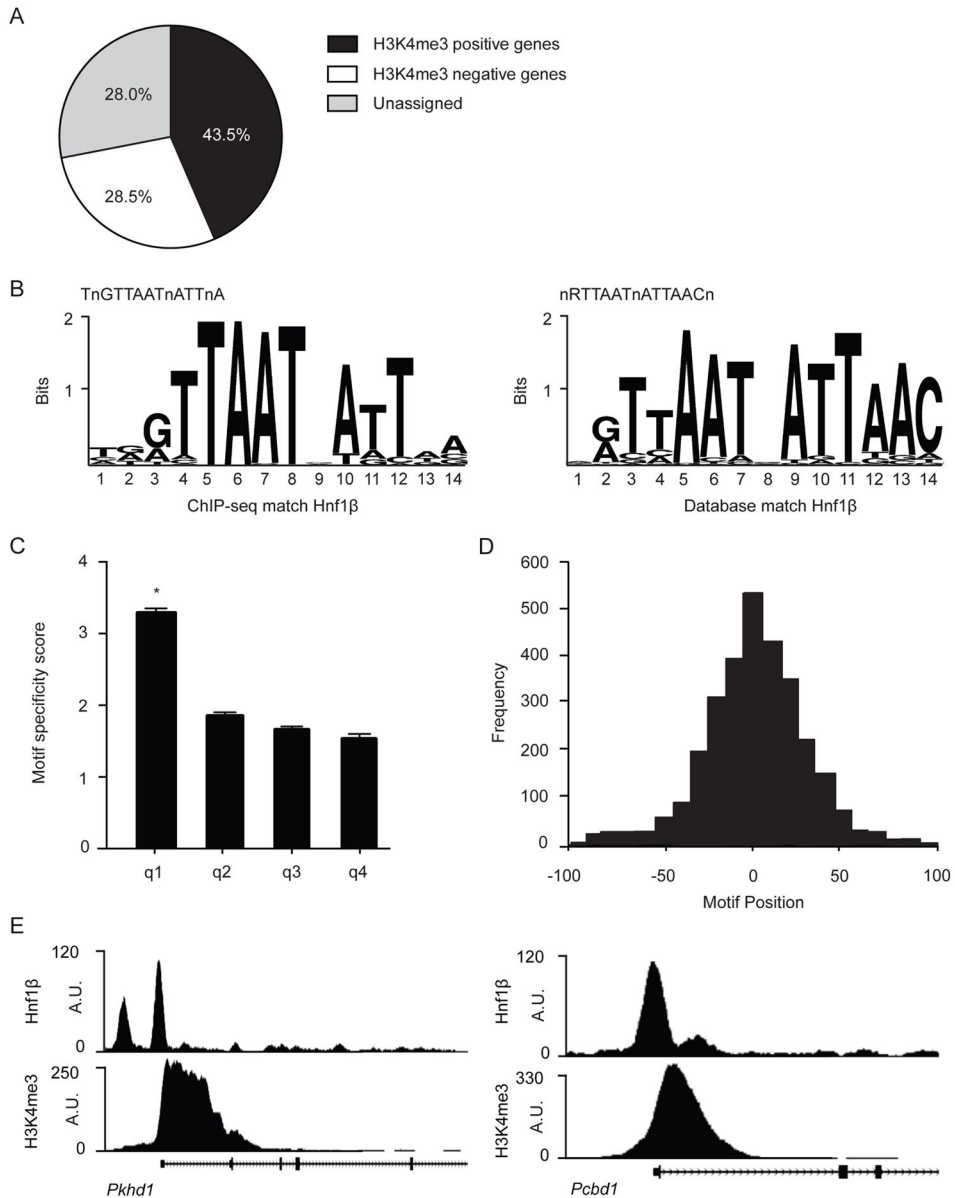 A
H3K4me3 positive genes
H3K4me3 negative genes
Unassigned
28.0%
43.5%
28.5%
B
TnGTTAATnATTnA
nRTTAATnATTAACn
2
1
Bits
1 2 3 4 5 6 7 8 9 10 11 12 13 14
ChIP-seq match Hnf1β
2
1
Bits
1 2 3 4 5 6 7 8 9 10 11 12 13 14
Database match Hnf1β
C
4
3
2
1
0
Motif specificity score
*
q1 q2 q3 q4
D
600
500
400
300
200
100
0
Frequency
-100 -50 0 50 100
Motif Position
E
120
0
Hnf1β
A.U.
250
0
H3K4me3
A.U.
Pkhd1
120
0
Hnf1β
A.U.
330
0
H3K4me3
A.U.
Pcbd1